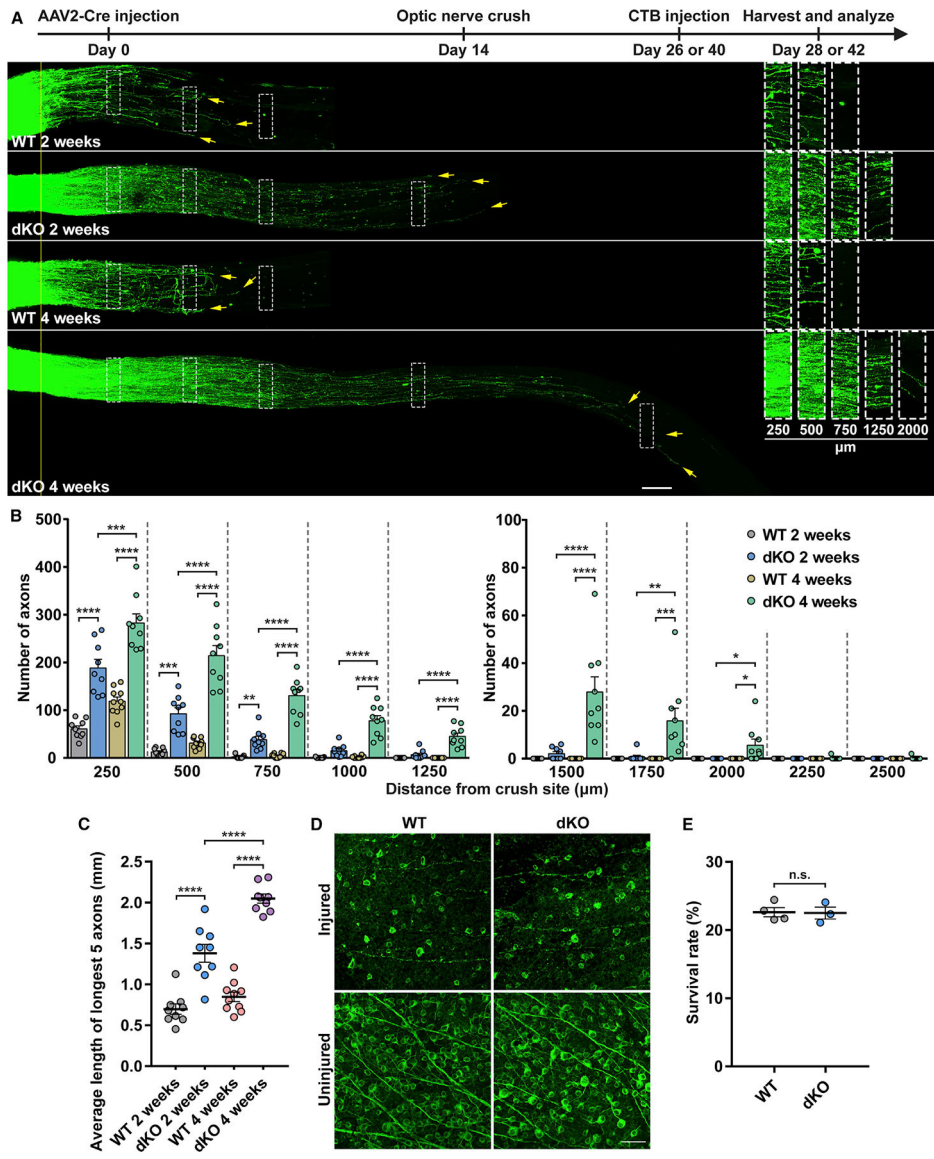 A
AAV2-Cre injection
Optic nerve crush
CTB injection
Harvest and analyze
Day 0
Day 14
Day 26 or 40
Day 28 or 42
WT 2 weeks
dKO 2 weeks
WT 4 weeks
dKO 4 weeks
250
500
750
1250
2000
µm
B
Number of axons
500
400
300
200
100
0
****
***
****
***
****
****
**
****
****
****
****
****
****
250
500
750
1000
1250
Number of axons
100
80
60
40
20
0
****
****
**
***
*
*
1500
1750
2000
2250
2500
WT 2 weeks
dKO 2 weeks
WT 4 weeks
dKO 4 weeks
Distance from crush site (µm)
C
Average length of longest 5 axons (mm)
2.5
2.0
1.5
1.0
0.5
0.0
****
****
****
WT 2 weeks
dKO 2 weeks
WT 4 weeks
dKO 4 weeks
D
WT
dKO
Injured
Uninjured
E
Survival rate (%)
30
20
10
0
n.s.
WT
dKO